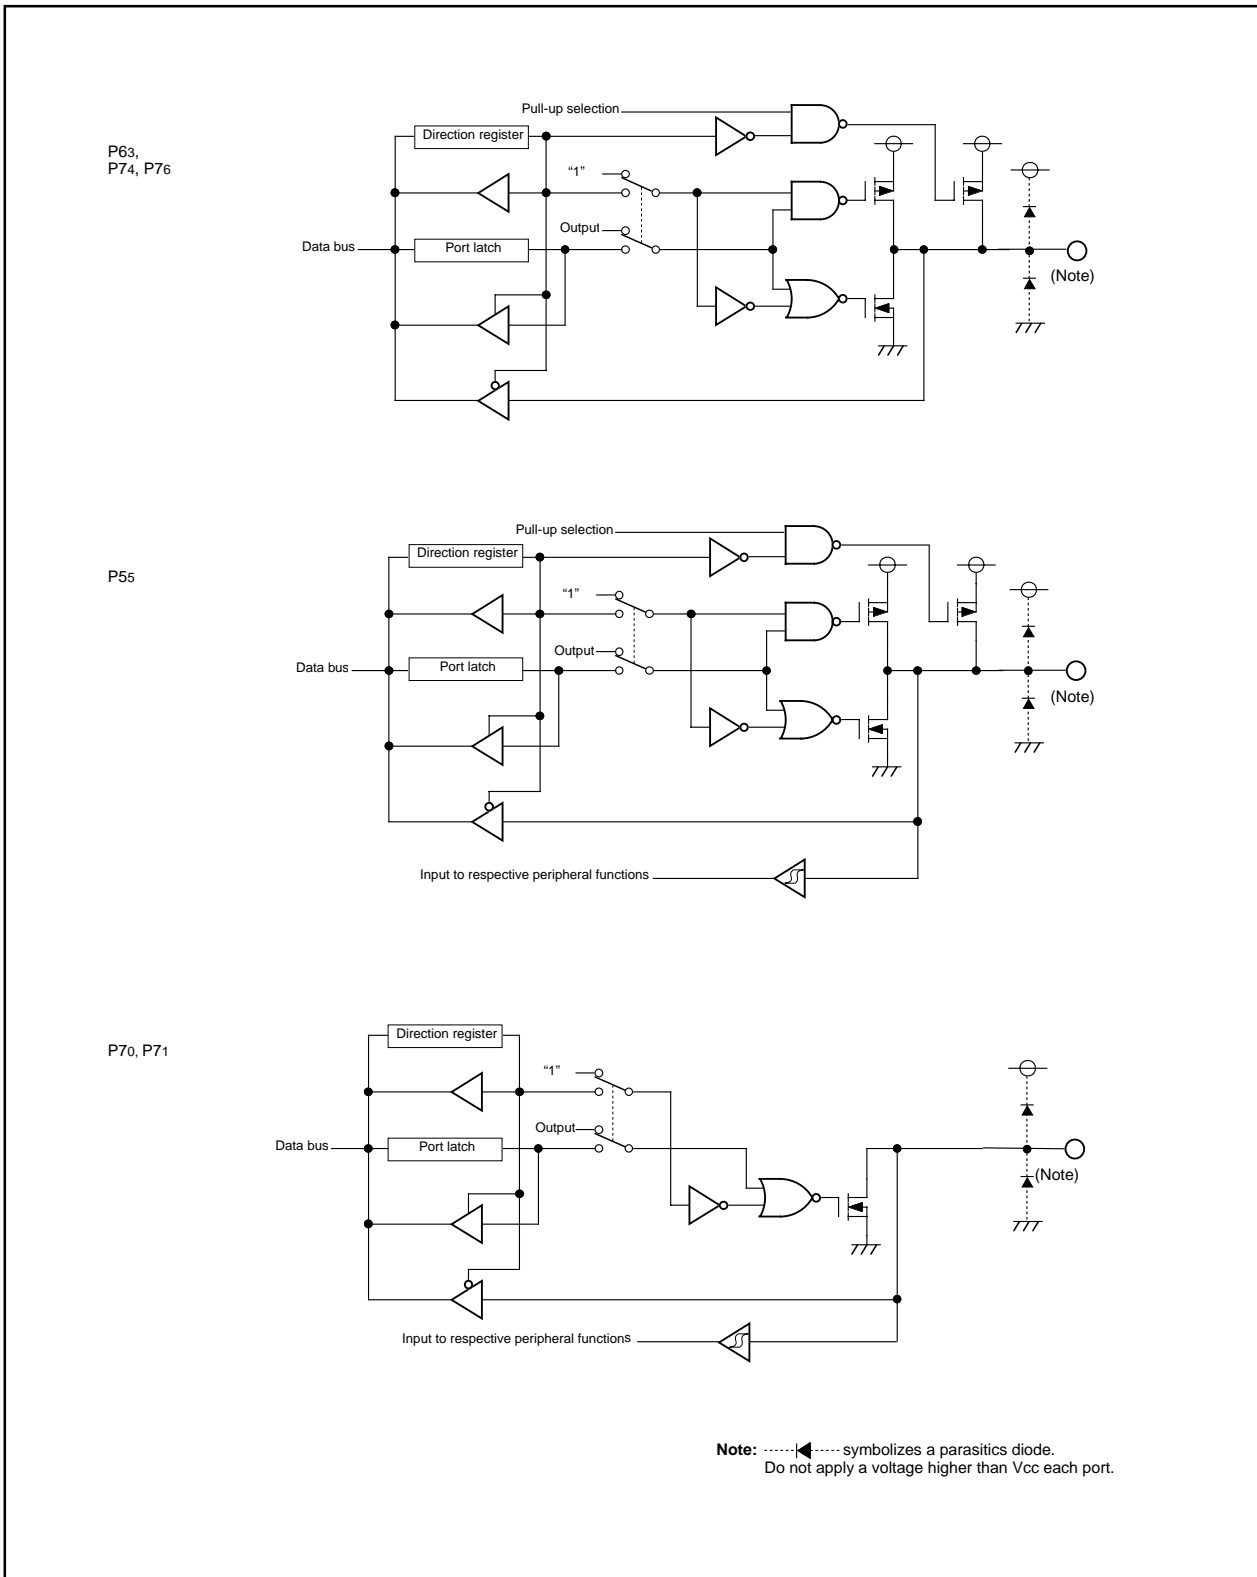 Pull-up selection
Direction register
P63,
P74, P76
“1”
Output
Data bus
Port latch
(Note)
Pull-up selection
Direction register
P55
“1”
Output
Data bus
Port latch
(Note)
Input to respective peripheral functions
Direction register
P70, P71
“1”
Output
Data bus
Port latch
(Note)
Input to respective peripheral functions
Note: symbolizes a parasitics diode.
Do not apply a voltage higher than Vcc each port.